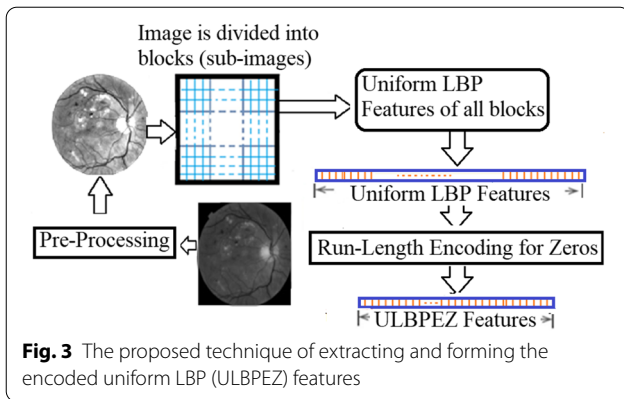 Image is divided into
blocks (sub-images)
Uniform LBP
Features of all blocks
Uniform LBP Features
Pre-Processing
Run-Length Encoding for Zeros
ULBPEZ Features
Fig. 3 The proposed technique of extracting and forming the
encoded uniform LBP (ULBPEZ) features